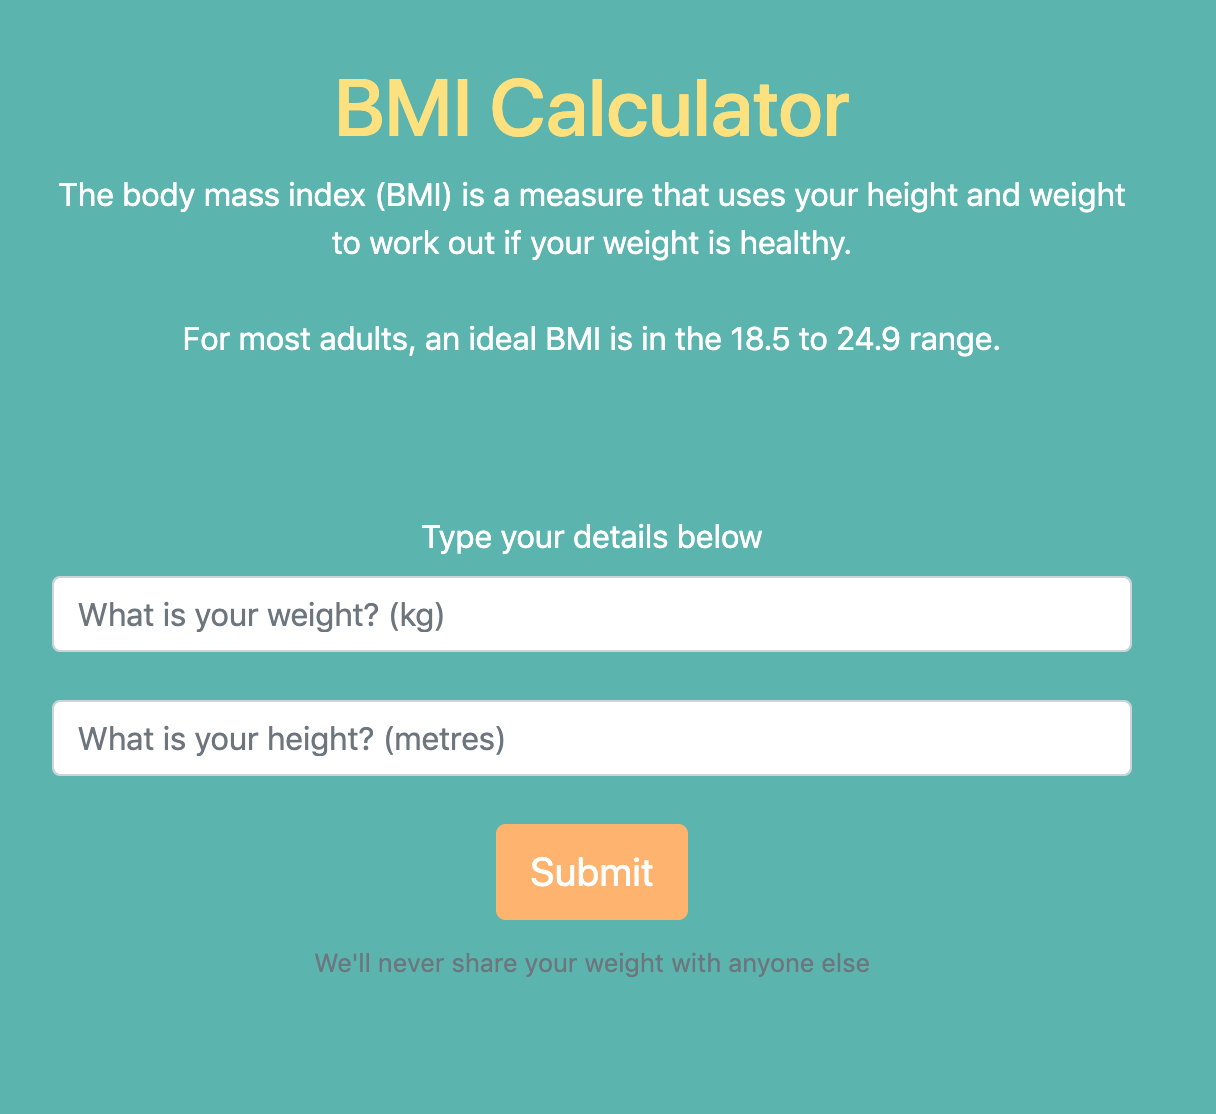 BMI Calculator
The body mass index (BMI) is a measure that uses your height and weight
to work out if your weight is healthy.
For most adults, an ideal BMI is in the 18.5 to 24.9 range.
Type your details below
What is your weight? (kg)
What is your height? (metres)
Submit
We'll never share your weight with anyone else